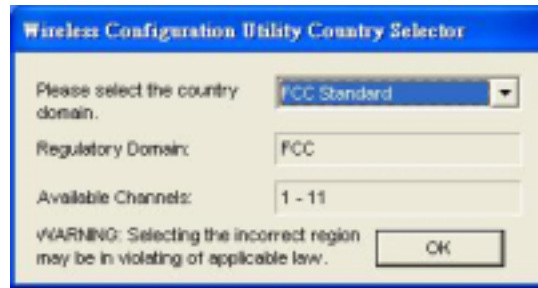 Wireless Configuration Utility Country Selector
Please select the country
domain.
FCC Standard
Regulatory Domain:
FCC
Available Channels:
1 - 11
WARNING: Selecting the incorrect region
may be in violating of applicable law.
OK